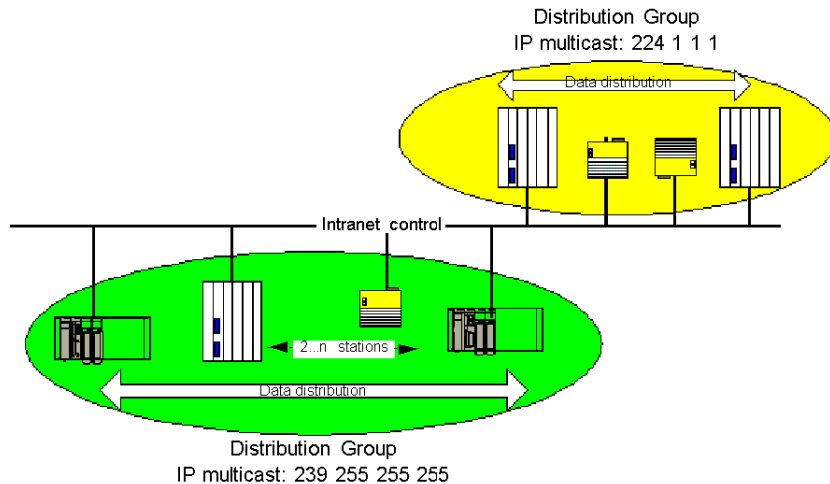 Distribution Group
IP multicast: 224 1 1 1
Data distribution
Intranet control
2...n stations
Data distribution
Distribution Group
IP multicast: 239 255 255 255